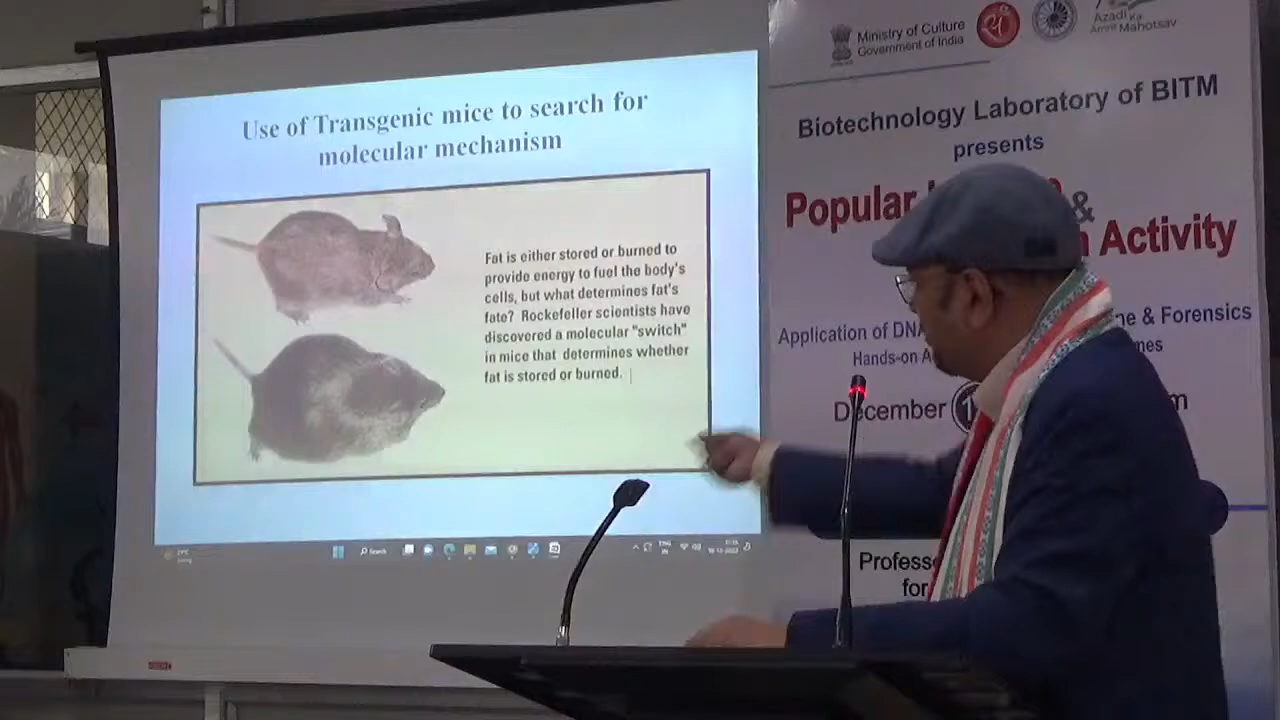 Use of Transgenic mice to search for
molecular mechanism
Fat is either stored or burned to
provide energy to fuel the body's
cells, but what determines fat's
fate? Rockefeller scientists have
discovered a molecular "switch"
in mice that determines whether
fat is stored or burned.
Search
Ministry of Culture
Government of India
Azadi Ka
Amrit Mahotsav
Biotechnology Laboratory of BITM
presents
Popular
&
Activity
Application of DNA
& Forensics
Hands-on
December
for